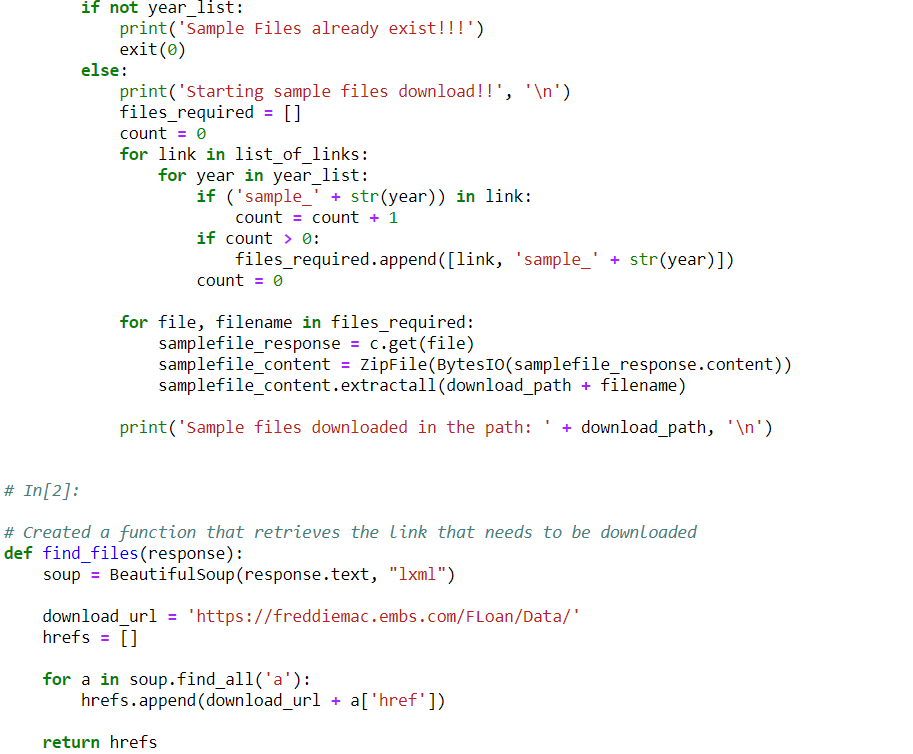 if not year_list:
            print('Sample Files already exist!!!')
            exit(0)
        else:
            print('Starting sample files download!!', '\n')
            files_required = []
            count = 0
            for link in list_of_links:
                for year in year_list:
                    if ('sample_' + str(year)) in link:
                        count = count + 1
                    if count > 0:
                        files_required.append([link, 'sample_' + str(year)])
                    count = 0

            for file, filename in files_required:
                samplefile_response = c.get(file)
                samplefile_content = ZipFile(BytesIO(samplefile_response.content))
                samplefile_content.extractall(download_path + filename)

            print('Sample files downloaded in the path: ' + download_path, '\n')


# In[2]:

# Created a function that retrieves the link that needs to be downloaded
def find_files(response):
    soup = BeautifulSoup(response.text, "lxml")

    download_url = 'https://freddiemac.embs.com/FLoan/Data/'
    hrefs = []

    for a in soup.find_all('a'):
        hrefs.append(download_url + a['href'])

    return hrefs